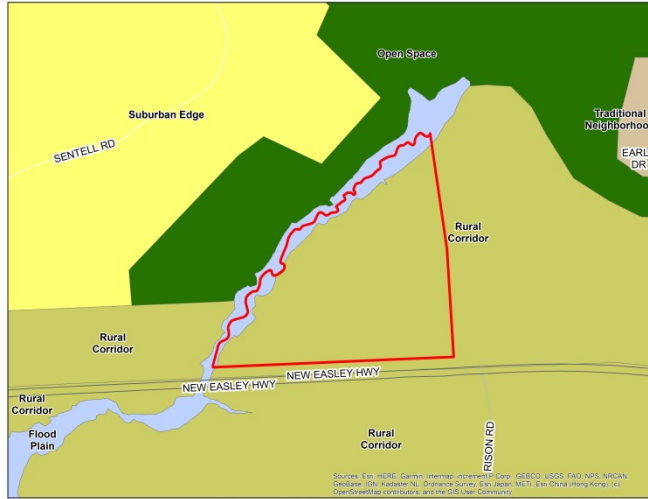 Open Space
Suburban Edge
SENTELL RD
Traditional
Neighborhoo
EARL
DR
Rural
Corridor
Rural
Corridor
NEW EASLEY HWY
NEW EASLEY HWY
Rural
Corridor
Flood
Plain
Rural
Corridor
RISON RD
Sources: Esri, HERE, Garmin, Intermap, increment P Corp., GEBCO, USGS, FAO, NPS, NRCAN,
GeoBase, IGN, Kadaster NL, Ordnance Survey, Esri Japan, METI, Esri China (Hong Kong), (c)
OpenStreetMap contributors, and the GIS User Community